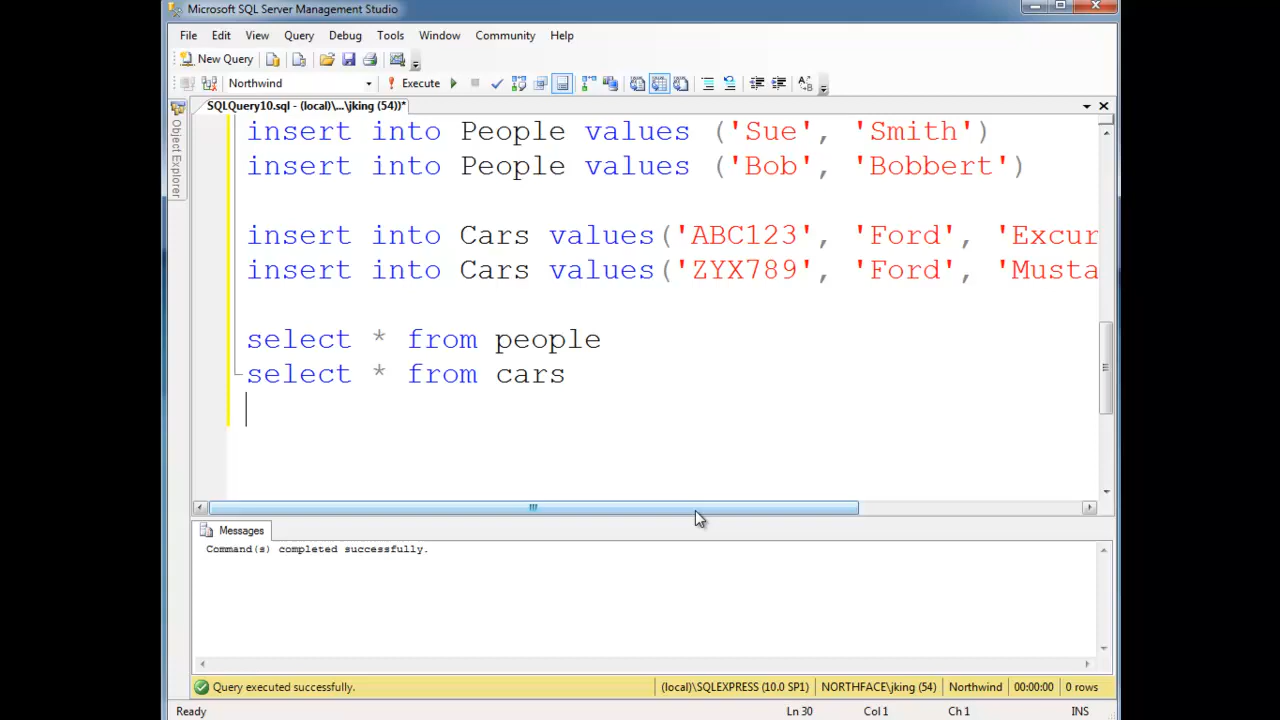 Microsoft SQL Server Management Studio
File Edit View Query Debug Tools Window Community Help
New Query
Northwind Execute
SQLQuery10.sql - (local)\...\jking (54))*
Object Explorer
insert into People values ('Sue', 'Smith')
insert into People values ('Bob', 'Bobbert')
insert into Cars values('ABC123', 'Ford', 'Excur
insert into Cars values('ZYX789', 'Ford', 'Musta
select * from people
select * from cars
Messages
Command(s) completed successfully.
Query executed successfully. (local)\SQLEXPRESS (10.0 SP1) NORTHFACE\jking (54) Northwind 00:00:00 0 rows
Ready Ln 30 Col 1 Ch 1 INS